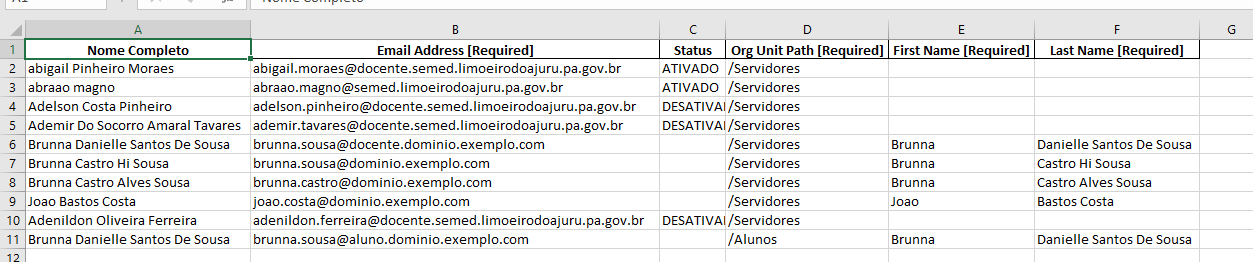 A B C D E F G
1 Nome Completo Email Address [Required] Status Org Unit Path [Required] First Name [Required] Last Name [Required]
2 abigail Pinheiro Moraes abigail.moraes@docente.semed.limoeirodoajuru.pa.gov.br ATIVADO /Servidores
3 abraao magno abraao.magno@semed.limoeirodoajuru.pa.gov.br ATIVADO /Servidores
4 Adelson Costa Pinheiro adelson.pinheiro@docente.semed.limoeirodoajuru.pa.gov.br DESATIVA /Servidores
5 Ademir Do Socorro Amaral Tavares ademir.tavares@docente.semed.limoeirodoajuru.pa.gov.br DESATIVA /Servidores
6 Brunna Danielle Santos De Sousa brunna.sousa@docente.dominio.exemplo.com /Servidores Brunna Danielle Santos De Sousa
7 Brunna Castro Hi Sousa brunna.sousa@dominio.exemplo.com /Servidores Brunna Castro Hi Sousa
8 Brunna Castro Alves Sousa brunna.castro@dominio.exemplo.com /Servidores Brunna Castro Alves Sousa
9 Joao Bastos Costa joao.costa@dominio.exemplo.com /Servidores Joao Bastos Costa
10 Adenildon Oliveira Ferreira adenildon.ferreira@docente.semed.limoeirodoajuru.pa.gov.br DESATIVA /Servidores
11 Brunna Danielle Santos De Sousa brunna.sousa@aluno.dominio.exemplo.com /Alunos Brunna Danielle Santos De Sousa
12